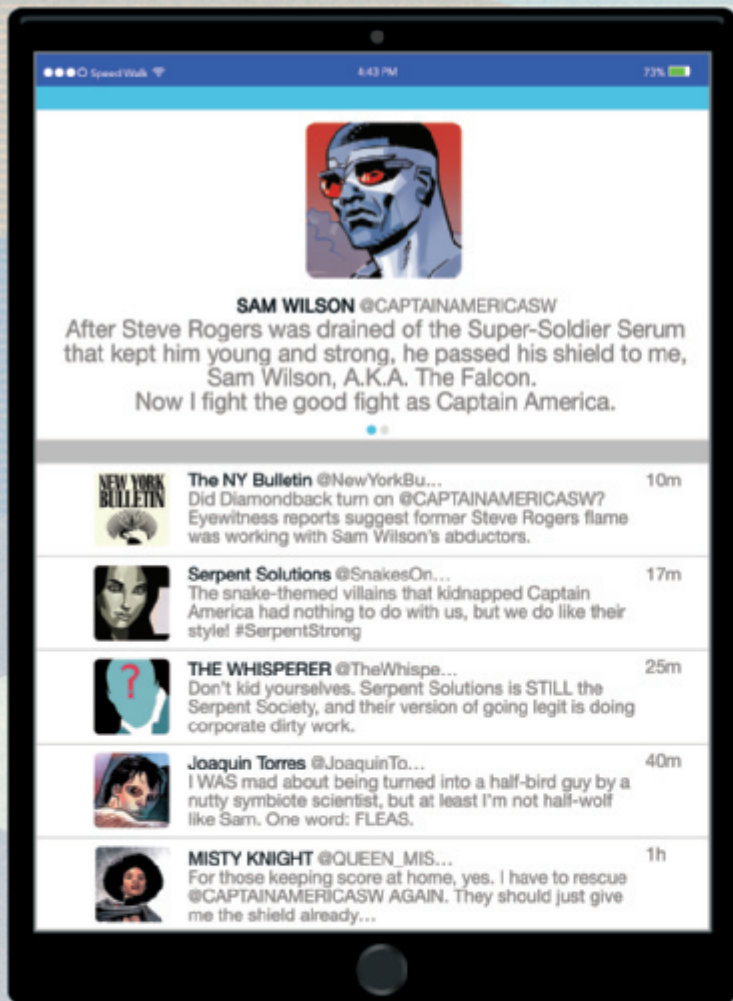 Speed Walk
4:43 PM
73%
SAM WILSON @CAPTAINAMERICASW
After Steve Rogers was drained of the Super-Soldier Serum
that kept him young and strong, he passed his shield to me,
Sam Wilson, A.K.A. The Falcon.
Now I fight the good fight as Captain America.
NEW YORK
BULLETIN
The NY Bulletin @NewYorkBu... 10m
Did Diamondback turn on @CAPTAINAMERICASW?
Eyewitness reports suggest former Steve Rogers flame
was working with Sam Wilson's abductors.
Serpent Solutions @SnakesOn... 17m
The snake-themed villains that kidnapped Captain
America had nothing to do with us, but we do like their
style! #SerpentStrong
?
THE WHISPERER @TheWhispe... 25m
Don't kid yourselves. Serpent Solutions is STILL the
Serpent Society, and their version of going legit is doing
corporate dirty work.
Joaquin Torres @JoaquinTo... 40m
I WAS mad about being turned into a half-bird guy by a
nutty symbiote scientist, but at least I'm not half-wolf
like Sam. One word: FLEAS.
MISTY KNIGHT @QUEEN_MIS... 1h
For those keeping score at home, yes. I have to rescue
@CAPTAINAMERICASW AGAIN. They should just give
me the shield already...